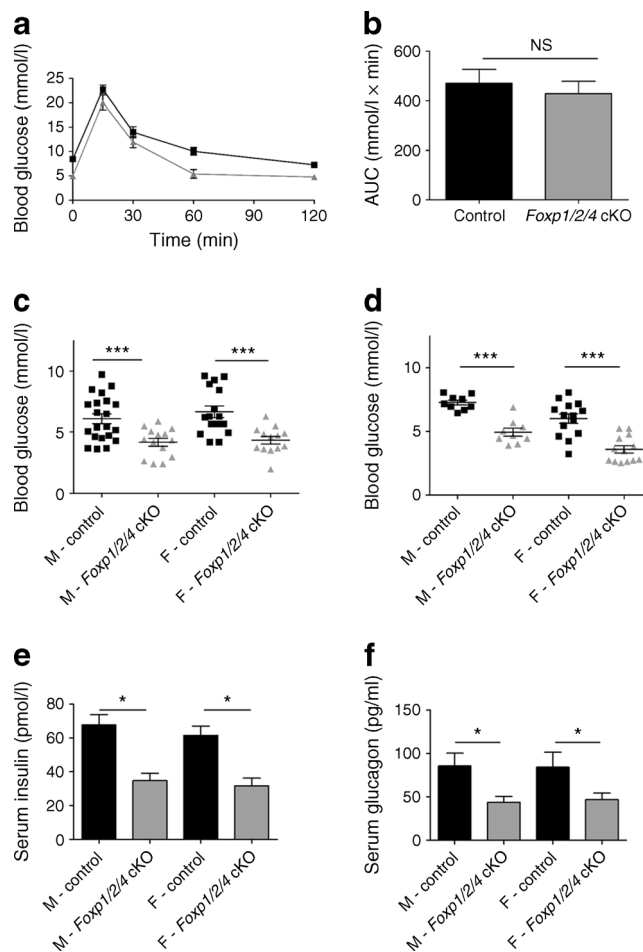 a
Blood glucose (mmol/l)
25
20
15
10
5
0
0 30 60 90 120
Time (min)
b
AUC (mmol/l × min)
600
400
200
0
NS
Control Foxp1/2/4 cKO
c
Blood glucose (mmol/l)
10
5
0
*** ***
M - control
M - Foxp1/2/4 cKO
F - control
F - Foxp1/2/4 cKO
d
Blood glucose (mmol/l)
10
5
0
*** ***
M - control
M - Foxp1/2/4 cKO
F - control
F - Foxp1/2/4 cKO
e
Serum insulin (pmol/l)
80
60
40
20
0
* *
M - control
M - Foxp1/2/4 cKO
F - control
F - Foxp1/2/4 cKO
f
Serum glucagon (pg/ml)
150
100
50
0
* *
M - control
M - Foxp1/2/4 cKO
F - control
F - Foxp1/2/4 cKO